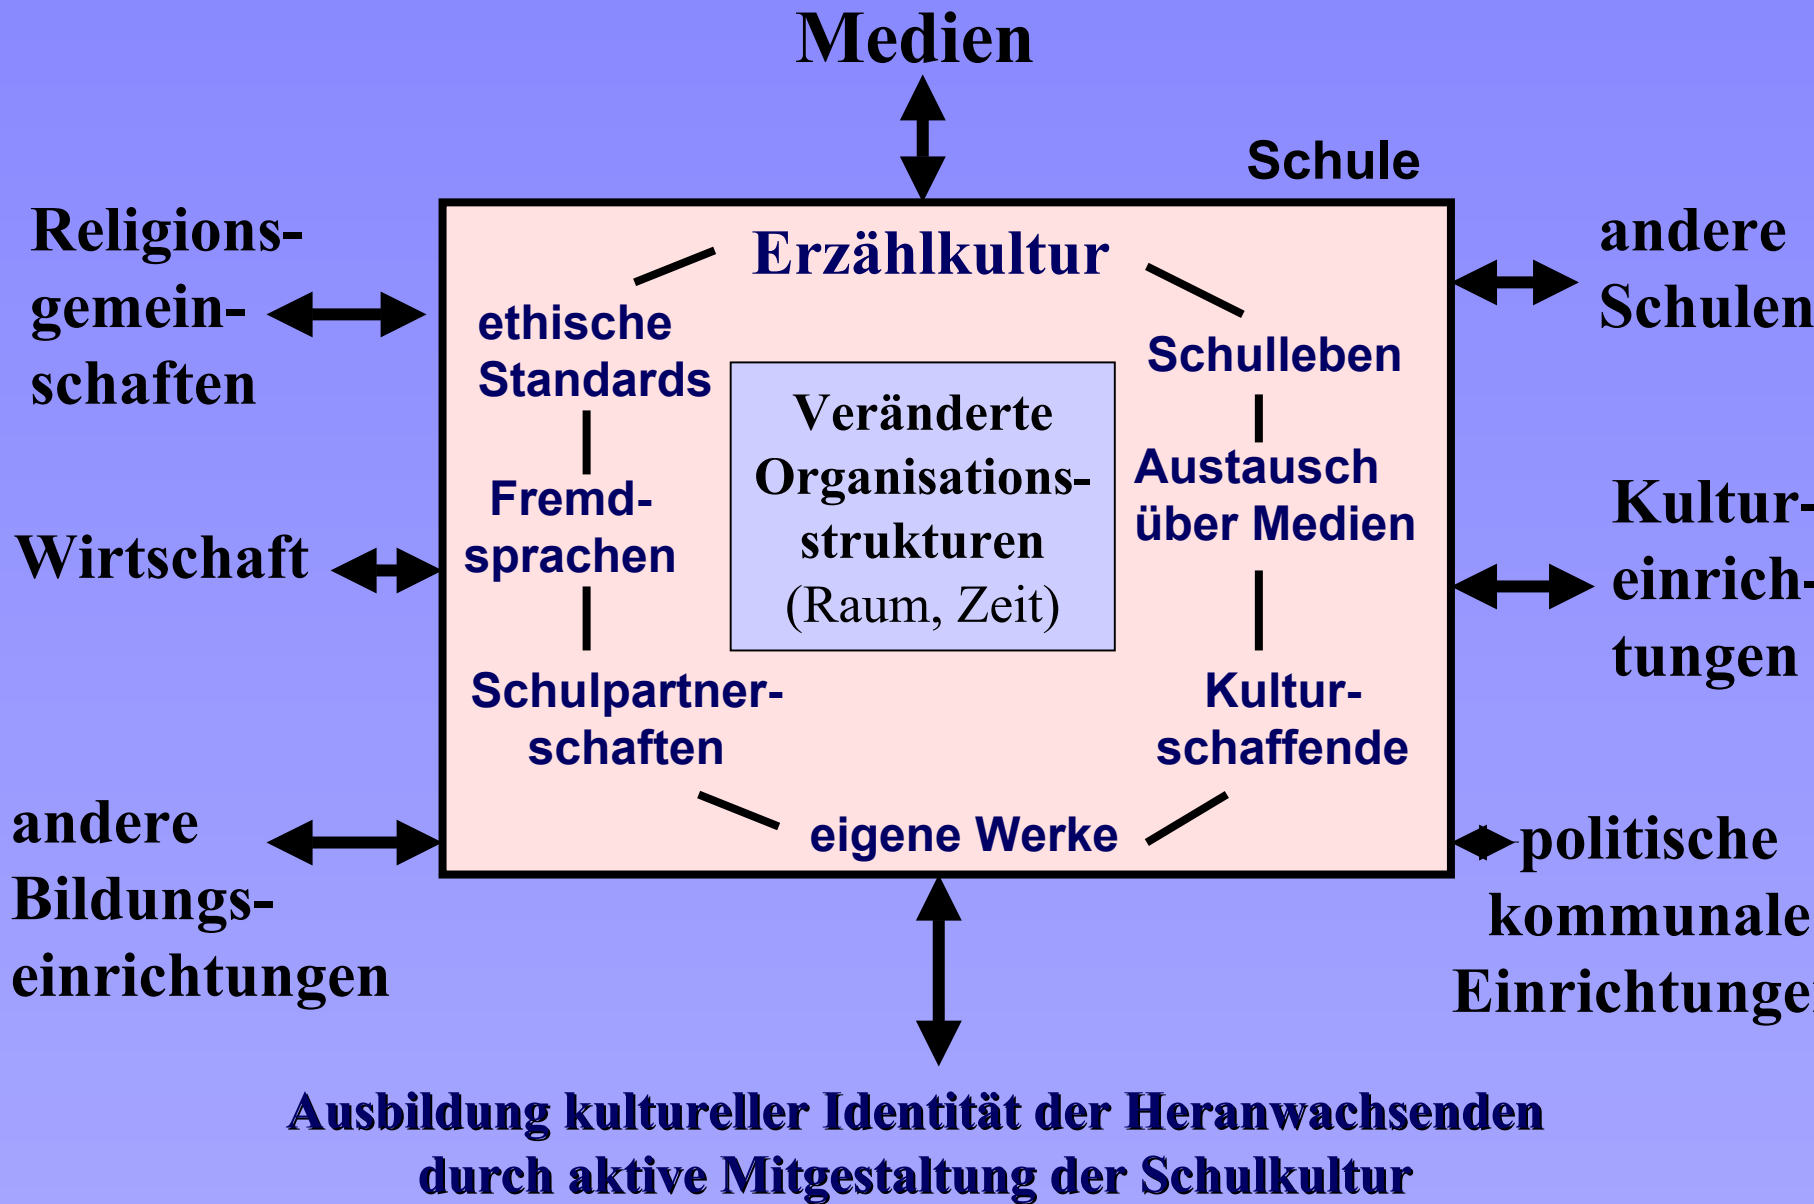 Medien
Schule
Religions-
gemein-
schaften
Wirtschaft
andere
Bildungs-
einrichtungen
Erzählkultur
ethische
Standards
Fremd-
sprachen
Schulpartner-
schaften
Veränderte
Organisations-
strukturen
(Raum, Zeit)
Schulleben
Austausch
über Medien
Kultur-
schaffende
eigene Werke
andere
Schulen
Kultur-
einrich-
tungen
politische
kommunale
Einrichtungen
Ausbildung kultureller Identität der Heranwachsenden
durch aktive Mitgestaltung der Schulkultur